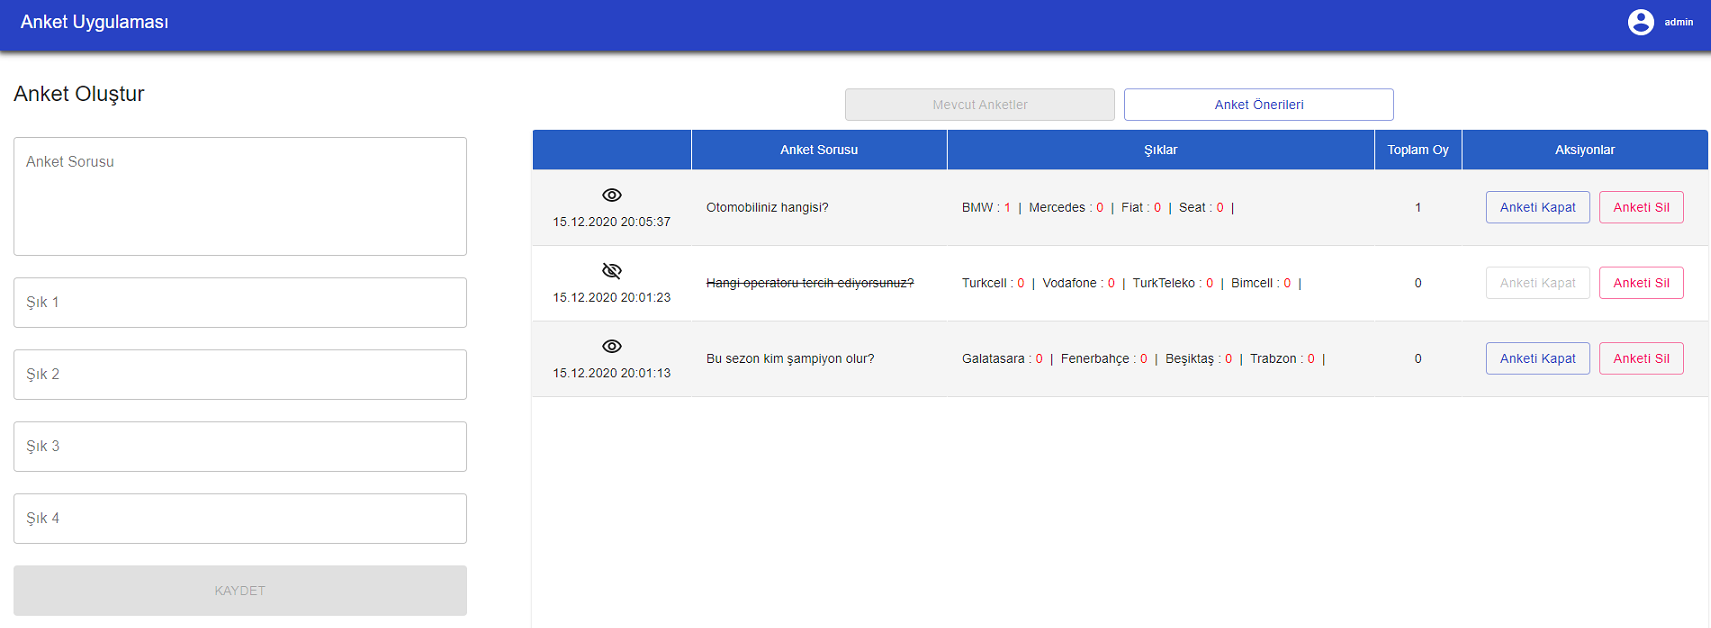 Anket Uygulaması
admin
Anket Oluştur
Anket Sorusu
Şık 1
Şık 2
Şık 3
Şık 4
KAYDET
Mevcut Anketler
Anket Önerileri
Anket Sorusu Şıklar Toplam Oy Aksiyonlar
15.12.2020 20:05:37
Otomobiliniz hangisi?
BMW : 1 | Mercedes : 0 | Fiat : 0 | Seat : 0 |
1
Anketi Kapat
Anketi Sil
15.12.2020 20:01:23
Hangi operatoru tercih ediyorsunuz?
Turkcell : 0 | Vodafone : 0 | TurkTeleko : 0 | Bimcell : 0 |
0
Anketi Kapat
Anketi Sil
15.12.2020 20:01:13
Bu sezon kim şampiyon olur?
Galatasara : 0 | Fenerbahçe : 0 | Beşiktaş : 0 | Trabzon : 0 |
0
Anketi Kapat
Anketi Sil